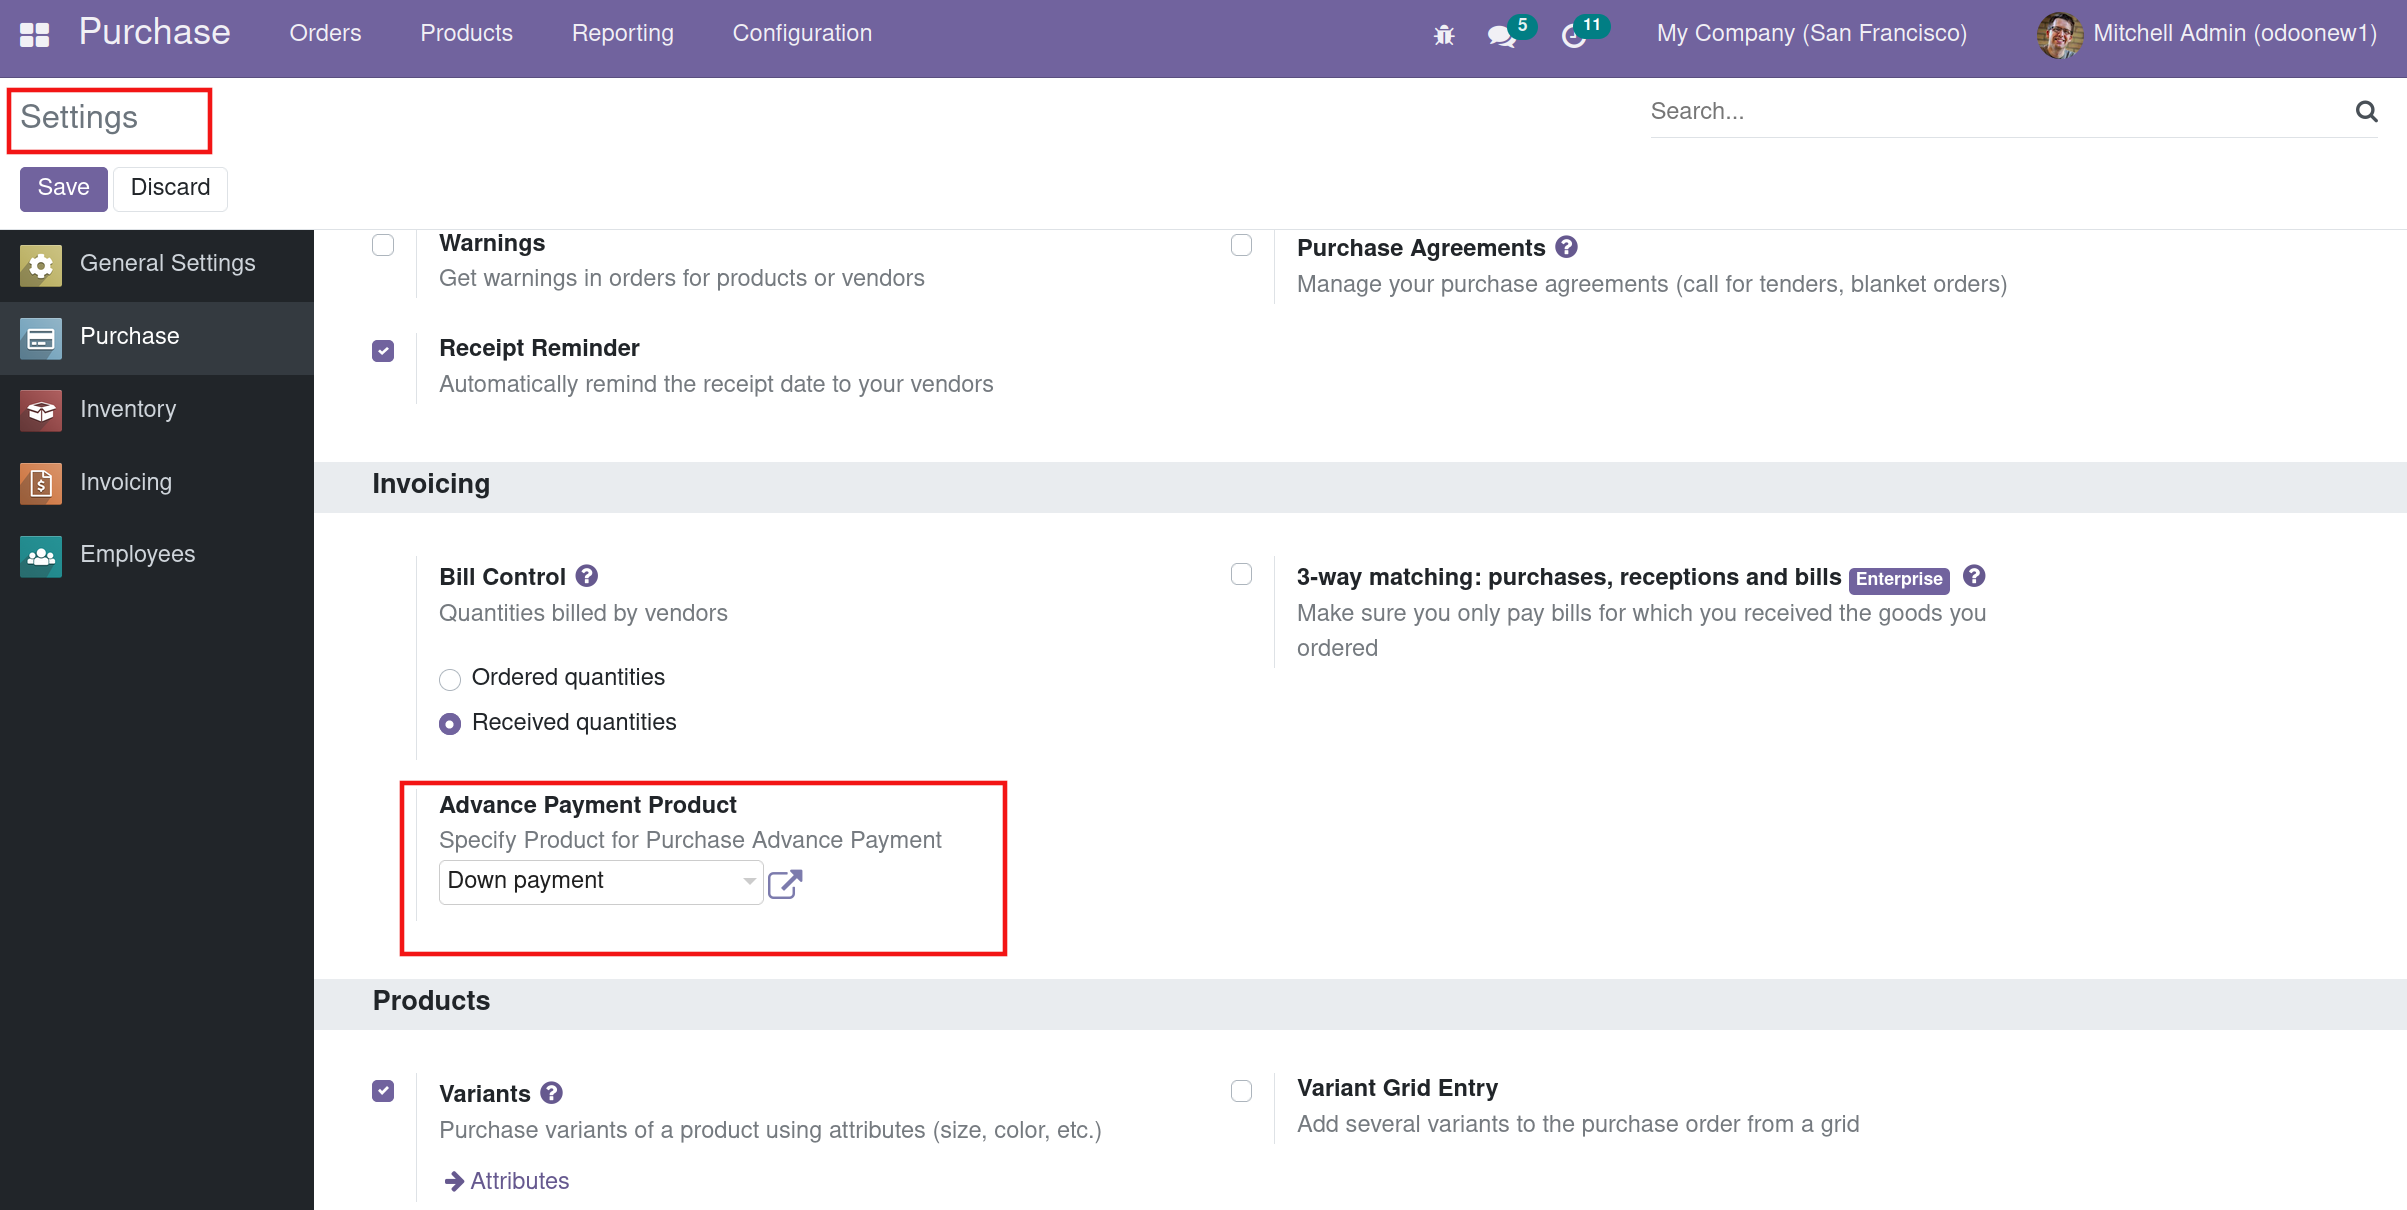 Purchase Orders Products Reporting Configuration 5 11 My Company (San Francisco) Mitchell Admin (odoonew1)
Settings
Search...
Save Discard
General Settings
Purchase
Inventory
Invoicing
Employees
Warnings
Get warnings in orders for products or vendors
Purchase Agreements ?
Manage your purchase agreements (call for tenders, blanket orders)
Receipt Reminder
Automatically remind the receipt date to your vendors
Invoicing
Bill Control ?
Quantities billed by vendors
Ordered quantities
Received quantities
3-way matching: purchases, receptions and bills Enterprise ?
Make sure you only pay bills for which you received the goods you
ordered
Advance Payment Product
Specify Product for Purchase Advance Payment
Down payment
Products
Variants ?
Purchase variants of a product using attributes (size, color, etc.)
Attributes
Variant Grid Entry
Add several variants to the purchase order from a grid